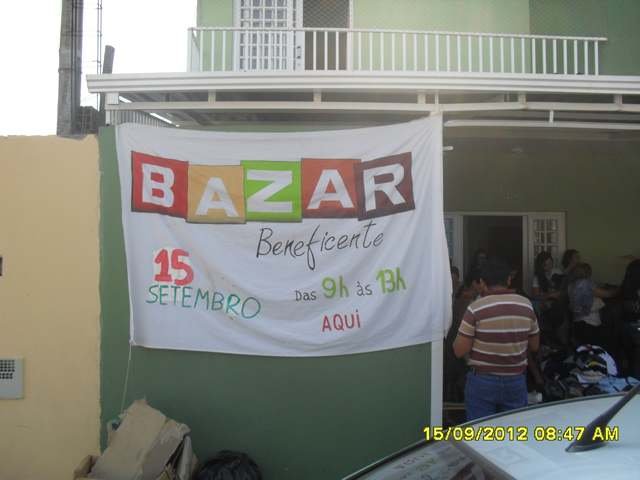 BAZAR
Beneficente
15
SETEMBRO
DAS 9h às 13h
AQUI
15/09/2012 08:47 AM